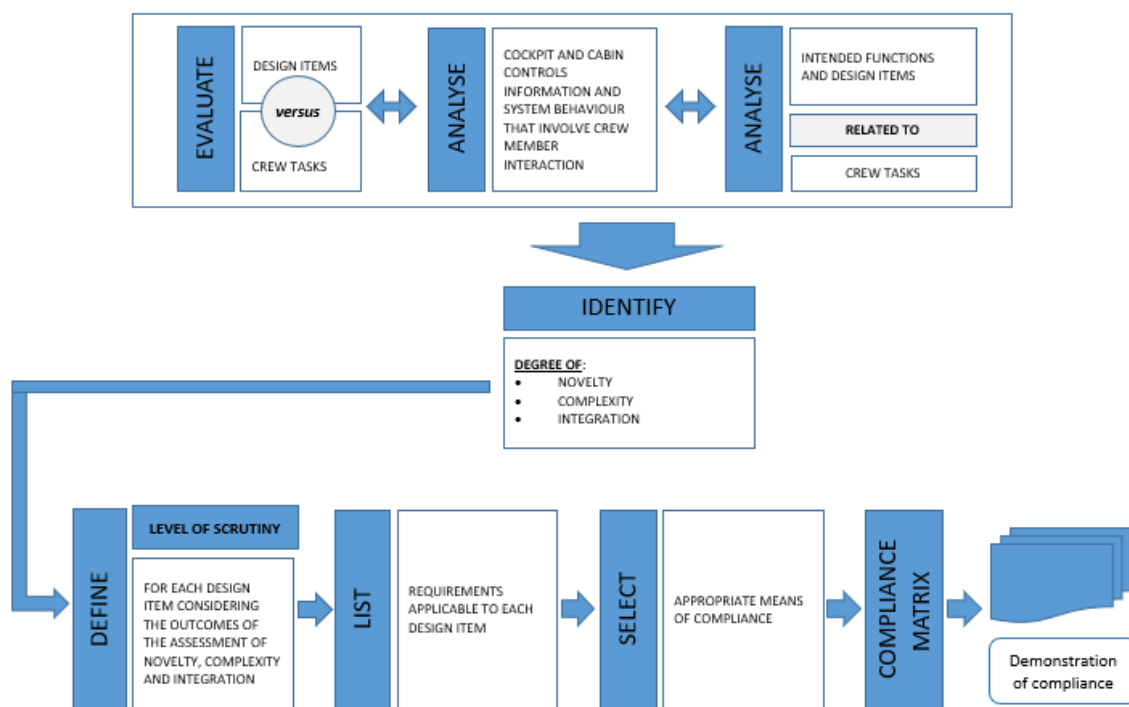 EVALUATE
DESIGN ITEMS
versus
CREW TASKS
ANALYSE
COCKPIT AND CABIN
CONTROLS
INFORMATION AND
SYSTEM BEHAVIOUR
THAT INVOLVE CREW
MEMBER
INTERACTION
ANALYSE
INTENDED FUNCTIONS
AND DESIGN ITEMS
RELATED TO
CREW TASKS
IDENTIFY
DEGREE OF:
• NOVELTY
• COMPLEXITY
• INTEGRATION
DEFINE
LEVEL OF SCRUTINY
FOR EACH DESIGN
ITEM CONSIDERING
THE OUTCOMES OF
THE ASSESSMENT OF
NOVELTY, COMPLEXITY
AND INTEGRATION
LIST
REQUIREMENTS
APPLICABLE TO EACH
DESIGN ITEM
SELECT
APPROPRIATE MEANS
OF COMPLIANCE
COMPLIANCE
MATRIX
Demonstration
of compliance